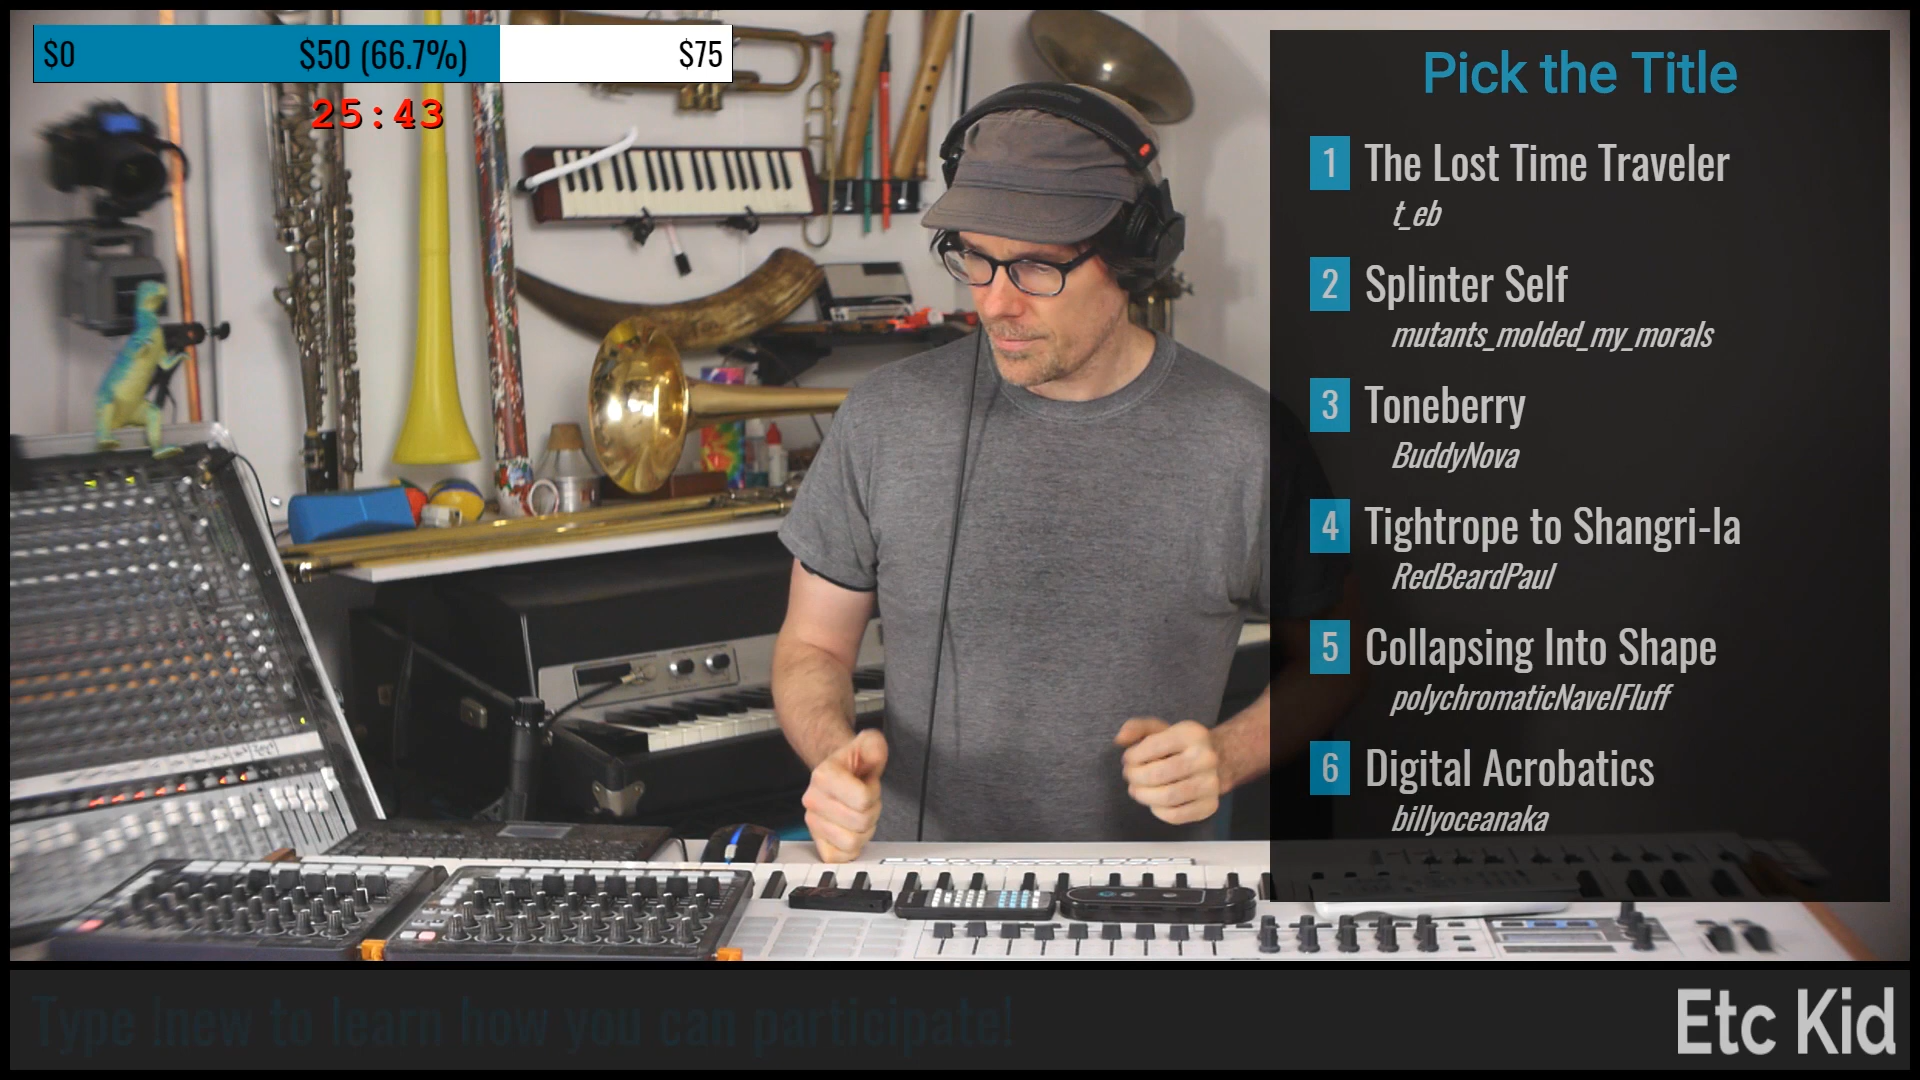 $0 $50 (66.7%) $75
25:43
Pick the Title
1 The Lost Time Traveler
t_eb
2 Splinter Self
mutants_molded_my_morals
3 Toneberry
BuddyNova
4 Tightrope to Shangri-la
RedBeardPaul
5 Collapsing Into Shape
polychromaticNavelFluff
6 Digital Acrobatics
billyoceanaka
Type !new to learn how you can participate!
Etc Kid